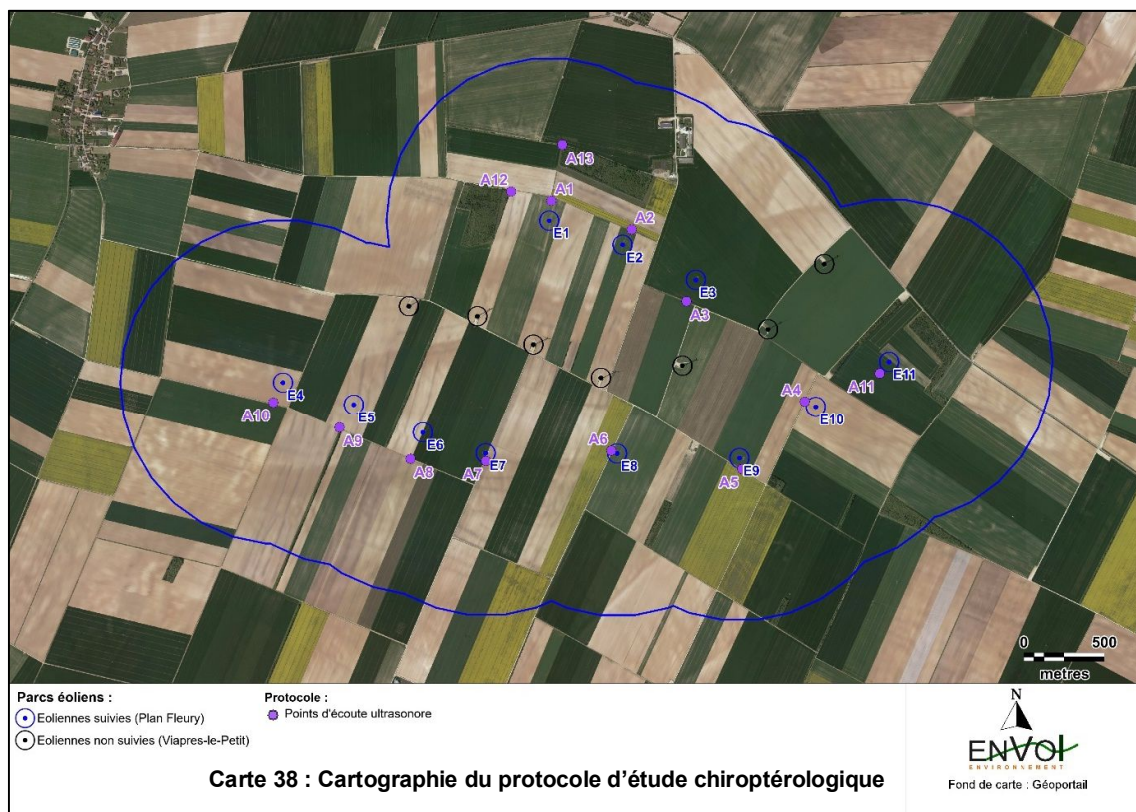 A13
A12
A1
E1
A2
E2
E3
A3
E4
A10
E5
A9
E6
A8
E7
A7
A6
E8
E9
A5
A4
E10
A11
E11
0 500
metres
Parcs éoliens :
Eoliennes suivies (Plan Fleury)
Eoliennes non suivies (Viapres-le-Petit)
Protocole :
Points d'écoute ultrasonore
Carte 38 : Cartographie du protocole d’étude chiroptérologique
N
ENVOL
ENVIRONNEMENT
Fond de carte : Géoportail